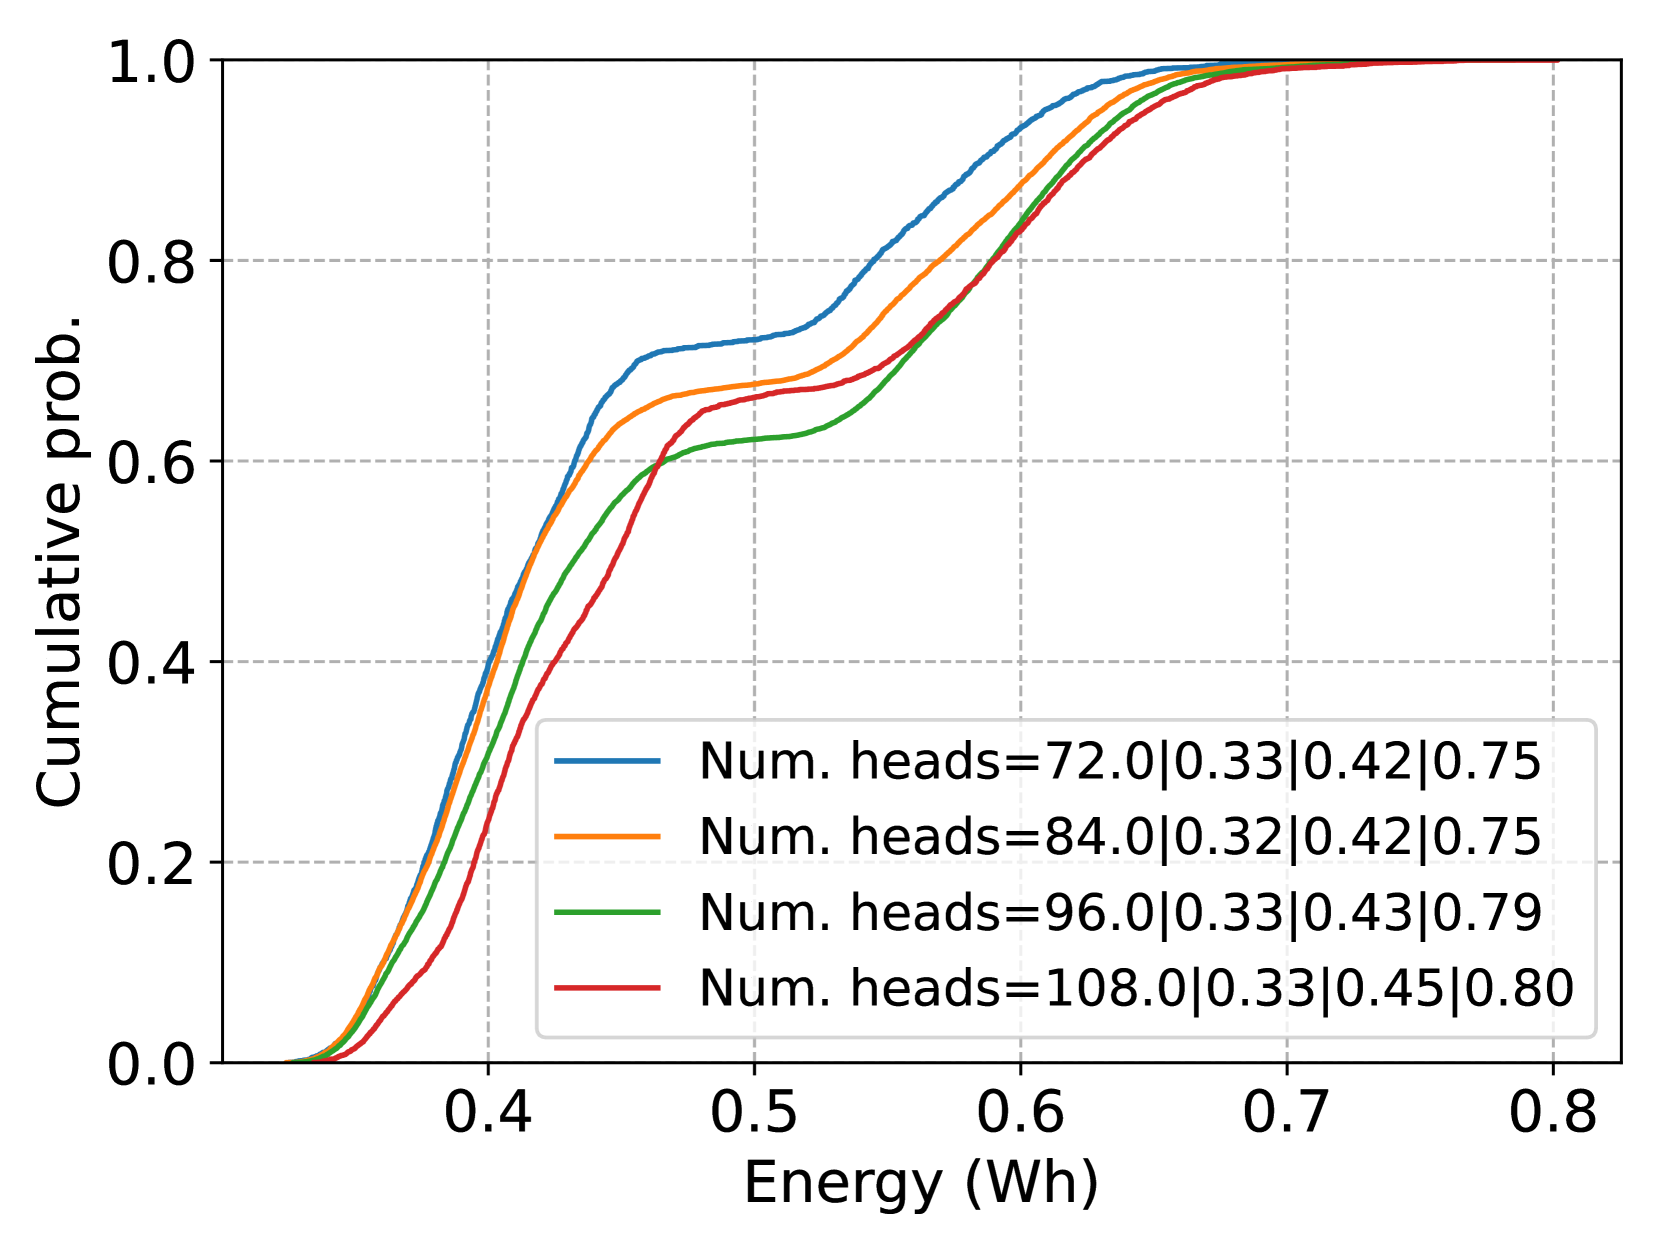 1.0
0.8
0.6
0.4
0.2
0.0
Cumulative prob.
Num. heads=72.0|0.33|0.42|0.75
Num. heads=84.0|0.32|0.42|0.75
Num. heads=96.0|0.33|0.43|0.79
Num. heads=108.0|0.33|0.45|0.80
0.4 0.5 0.6 0.7 0.8
Energy (Wh)